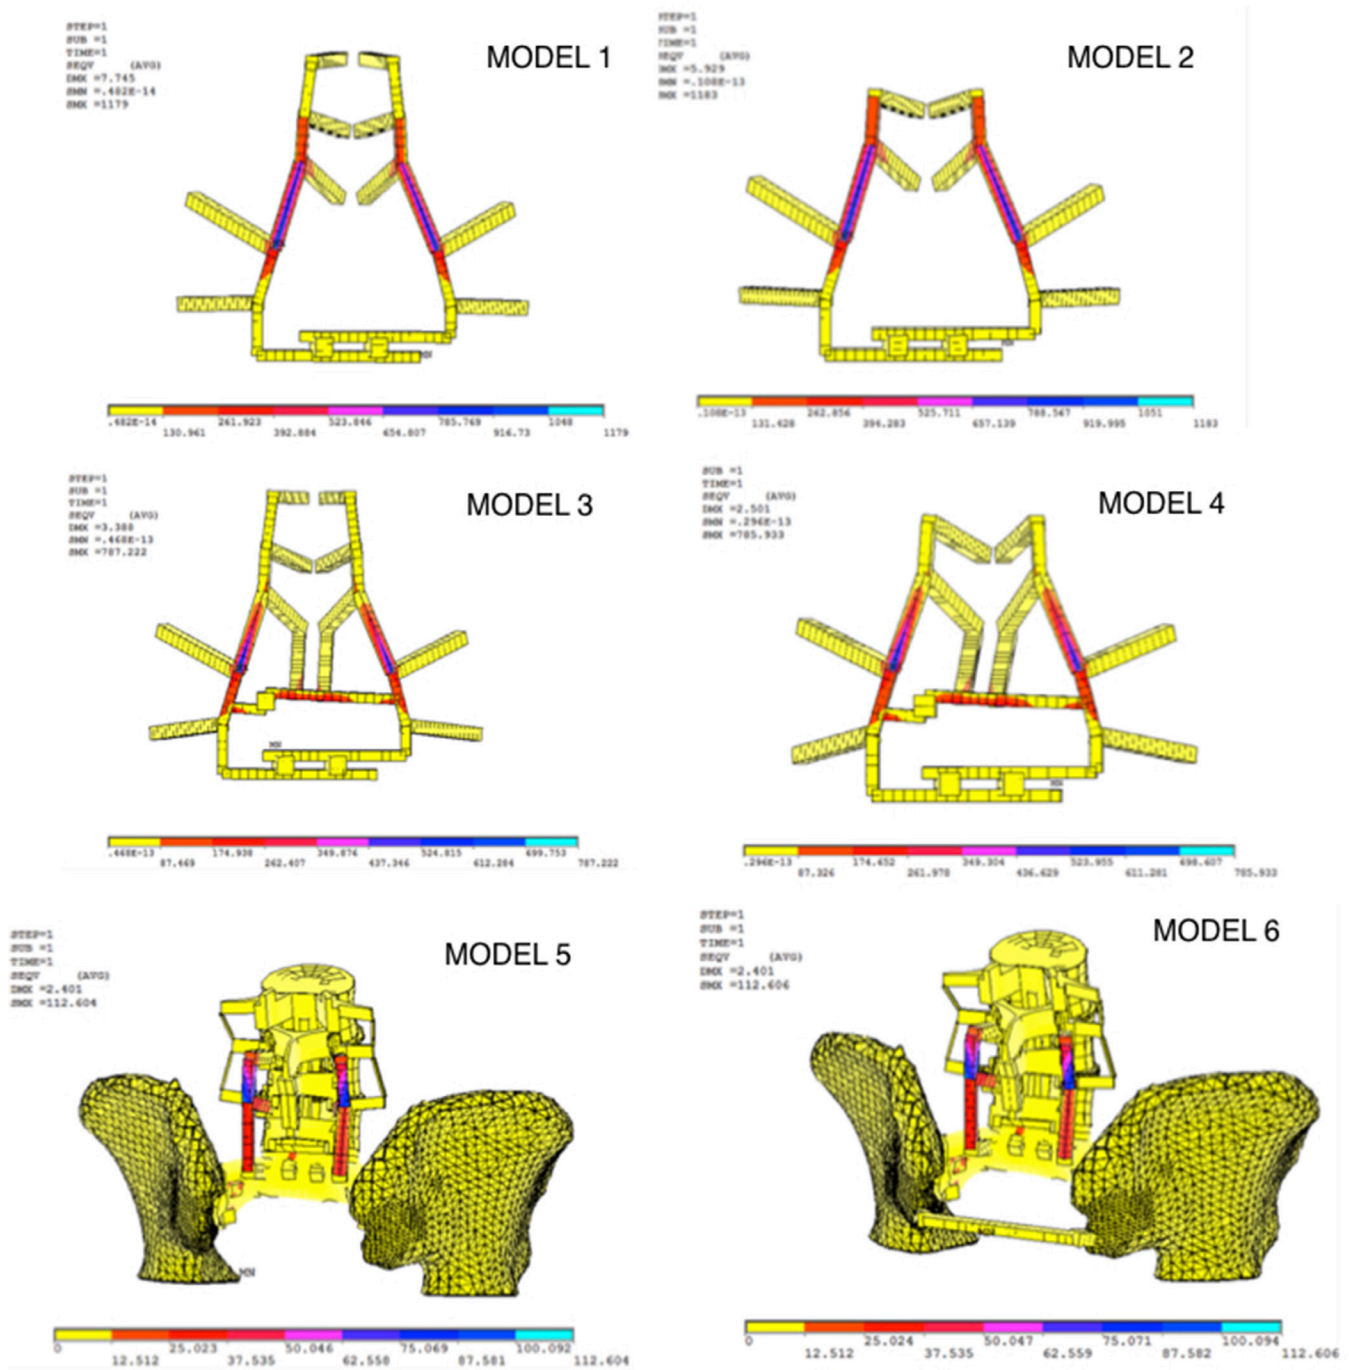 STEP=1
SUB =1
TIME=1
SEQV (AVG)
DMX =7.745
SMN =.482E-14
SMX =1179
MODEL 1
MN
.482E-14 261.923 523.846 785.769 1048
130.961 392.884 654.807 916.73 1179
STEP=1
SUB =1
TIME=1
SEQV (AVG)
DMX =5.929
SMN =.108E-13
SMX =1183
MODEL 2
MN
.108E-13 262.856 525.711 788.567 1051
131.428 394.283 657.139 919.995 1183
STEP=1
SUB =1
TIME=1
SEQV (AVG)
DMX =3.388
SMN =.468E-13
SMX =787.222
MODEL 3
MN
.468E-13 174.938 349.876 524.815 699.753
87.469 262.407 437.346 612.284 787.222
SUB =1
TIME=1
SEQV (AVG)
DMX =2.501
SMN =.296E-13
SMX =785.933
MODEL 4
MN
.296E-13 174.652 349.304 523.955 698.607
87.326 261.978 436.629 611.281 785.933
STEP=1
SUB =1
TIME=1
SEQV (AVG)
DMX =2.401
SMX =112.604
MODEL 5
MN
0 25.023 50.046 75.069 100.092
12.512 37.535 62.558 87.581 112.604
STEP=1
SUB =1
TIME=1
SEQV (AVG)
DMX =2.401
SMX =112.606
MODEL 6
MN
0 25.024 50.047 75.071 100.094
12.512 37.535 62.559 87.582 112.606